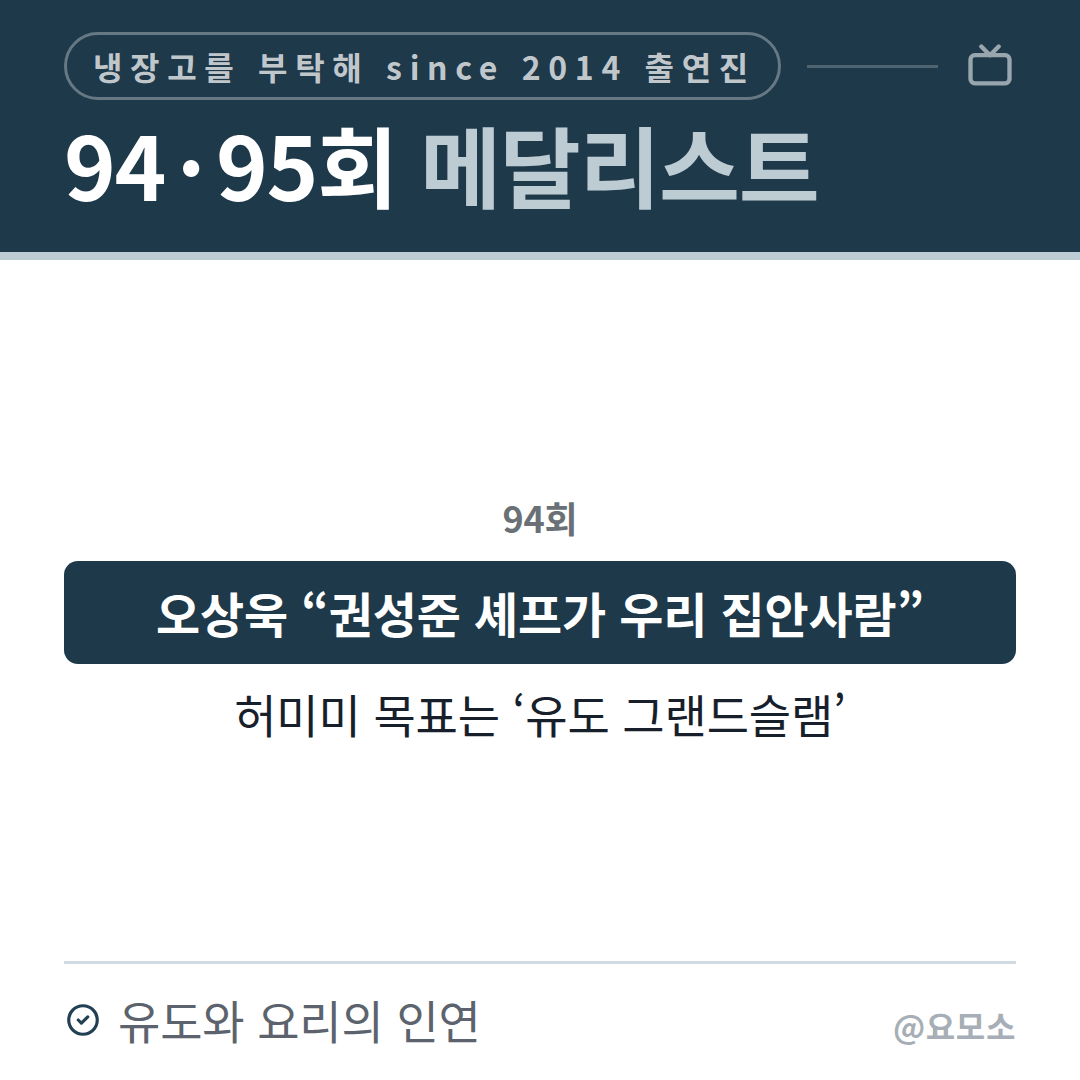 냉장고를 부탁해 since 2014 출연진
94·95회 메달리스트
94회
오상욱 “권성준 셰프가 우리 집안사람”
허미미 목표는 ‘유도 그랜드슬램’
유도와 요리의 인연
@요모소